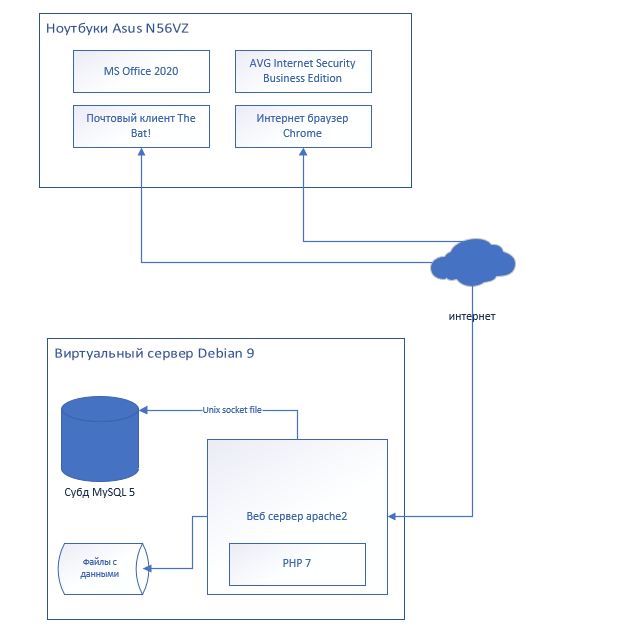 Ноутбуки Asus N56VZ
MS Office 2020
AVG Internet Security
Business Edition
Почтовый клиент The
Bat!
Интернет браузер
Chrome
интернет
Виртуальный сервер Debian 9
Unix socket file
Субд MySQL 5
Веб сервер apache2
Файлы с
данными
PHP 7